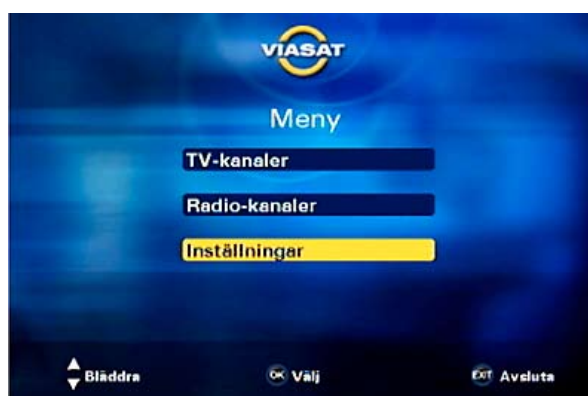 VIASAT
Meny
TV-kanaler
Radio-kanaler
Inställningar
Bläddra OK Välj EXIT Avsluta